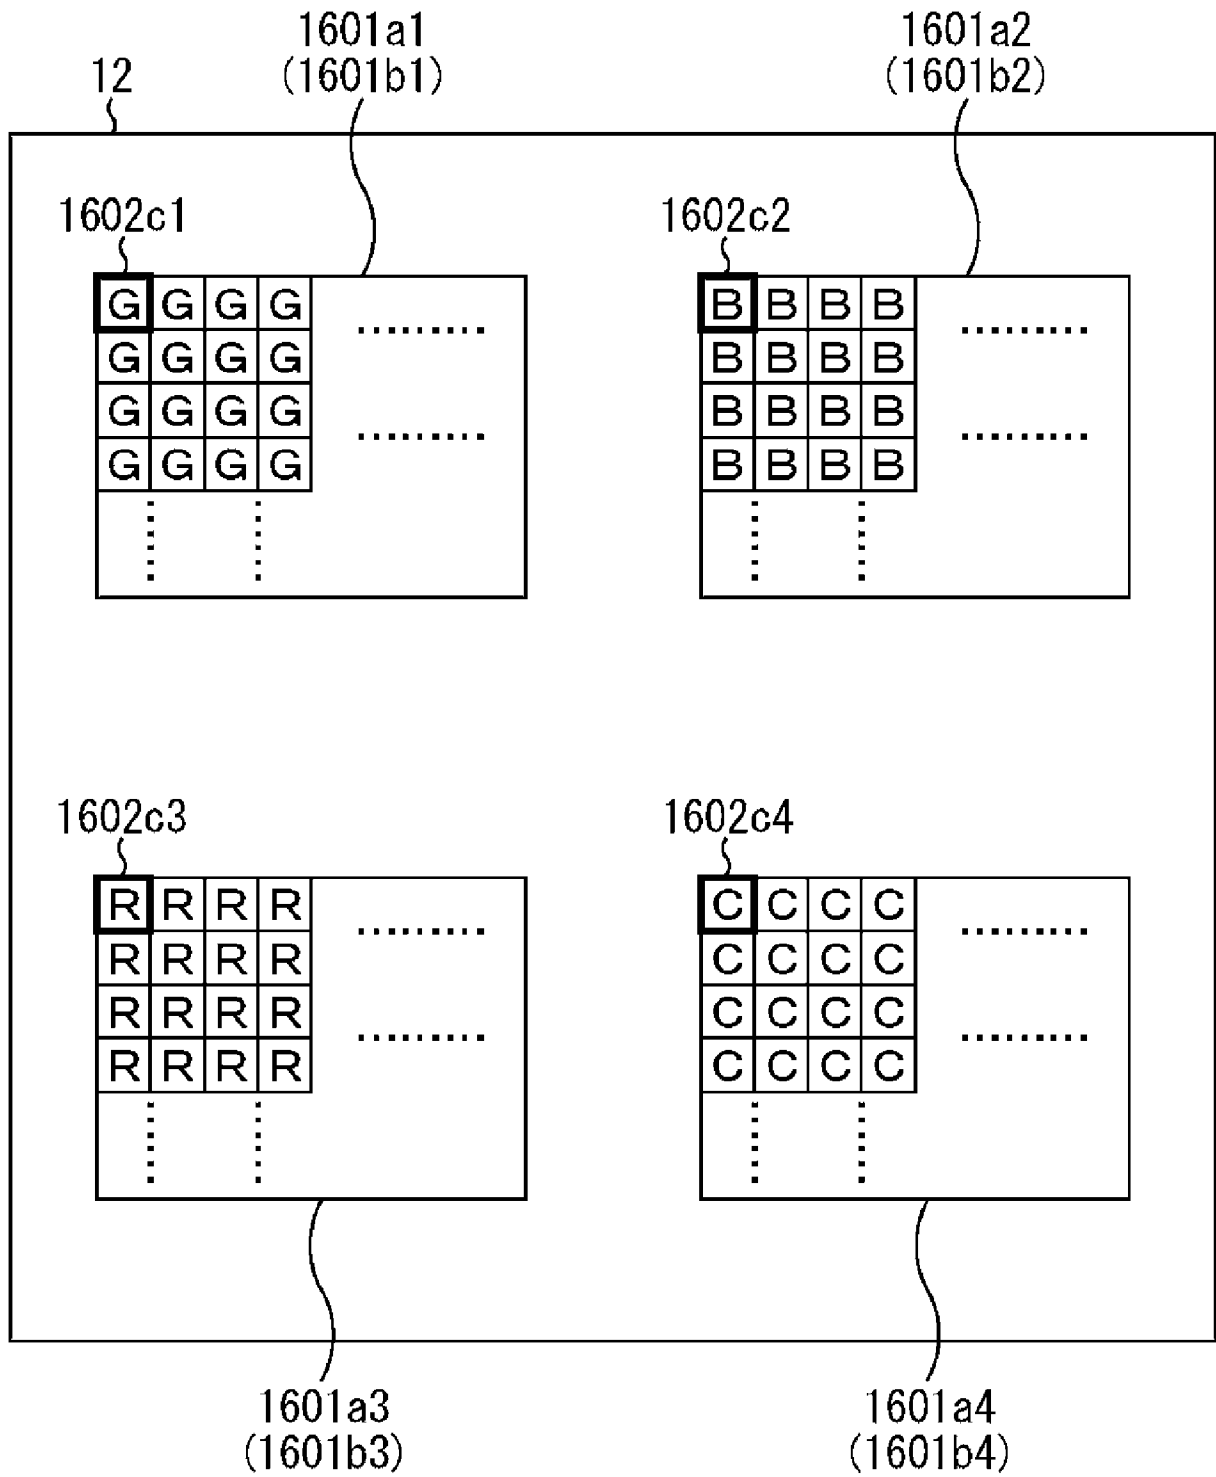 1601a1
(1601b1)
1601a2
(1601b2)
12
1602c1
1602c2
G G G G
G G G G
G G G G
G G G G
B B B B
B B B B
B B B B
B B B B
1602c3
1602c4
R R R R
R R R R
R R R R
R R R R
C C C C
C C C C
C C C C
C C C C
1601a3
(1601b3)
1601a4
(1601b4)